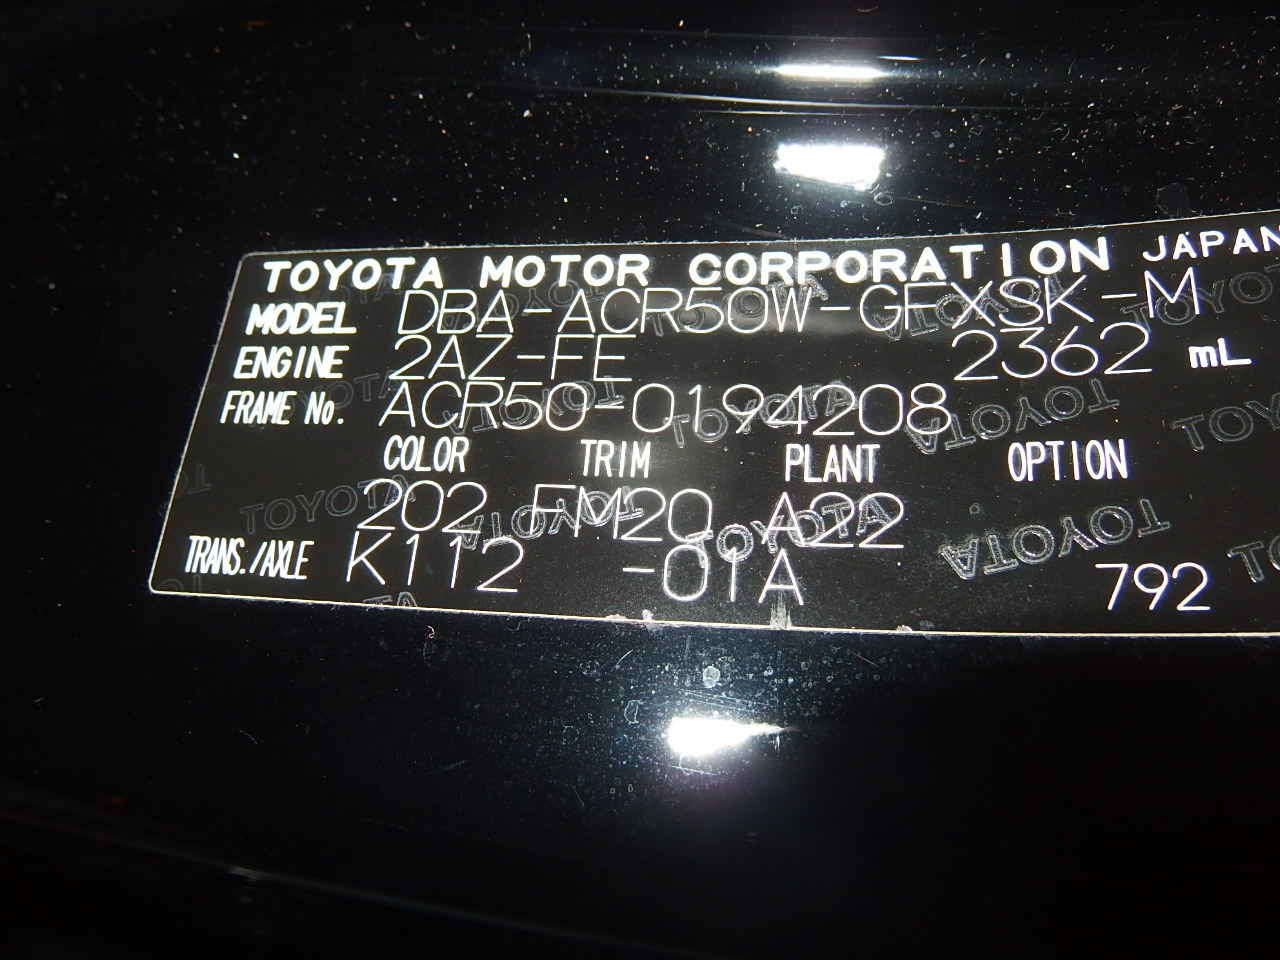 TOYOTA MOTOR CORPORATION JAPAN
MODEL DBA-ACR50W-GFXSK-M
ENGINE 2AZ-FE 2362 mL
FRAME No. ACR50-0194208
COLOR TRIM PLANT OPTION
202 FM20 A22
TRANS./AXLE K112 -01A 792